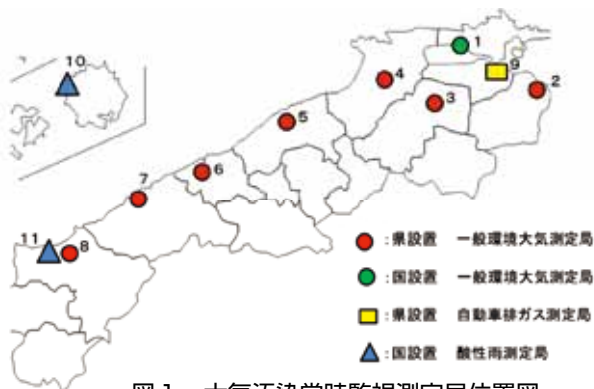 10
1
9
2
4
3
5
6
7
11
8
：県設置 一般環境大気測定局
：国設置 一般環境大気測定局
：県設置 自動車排ガス測定局
：国設置 酸性雨測定局
図1 大気汚染常時監視測定局位置図